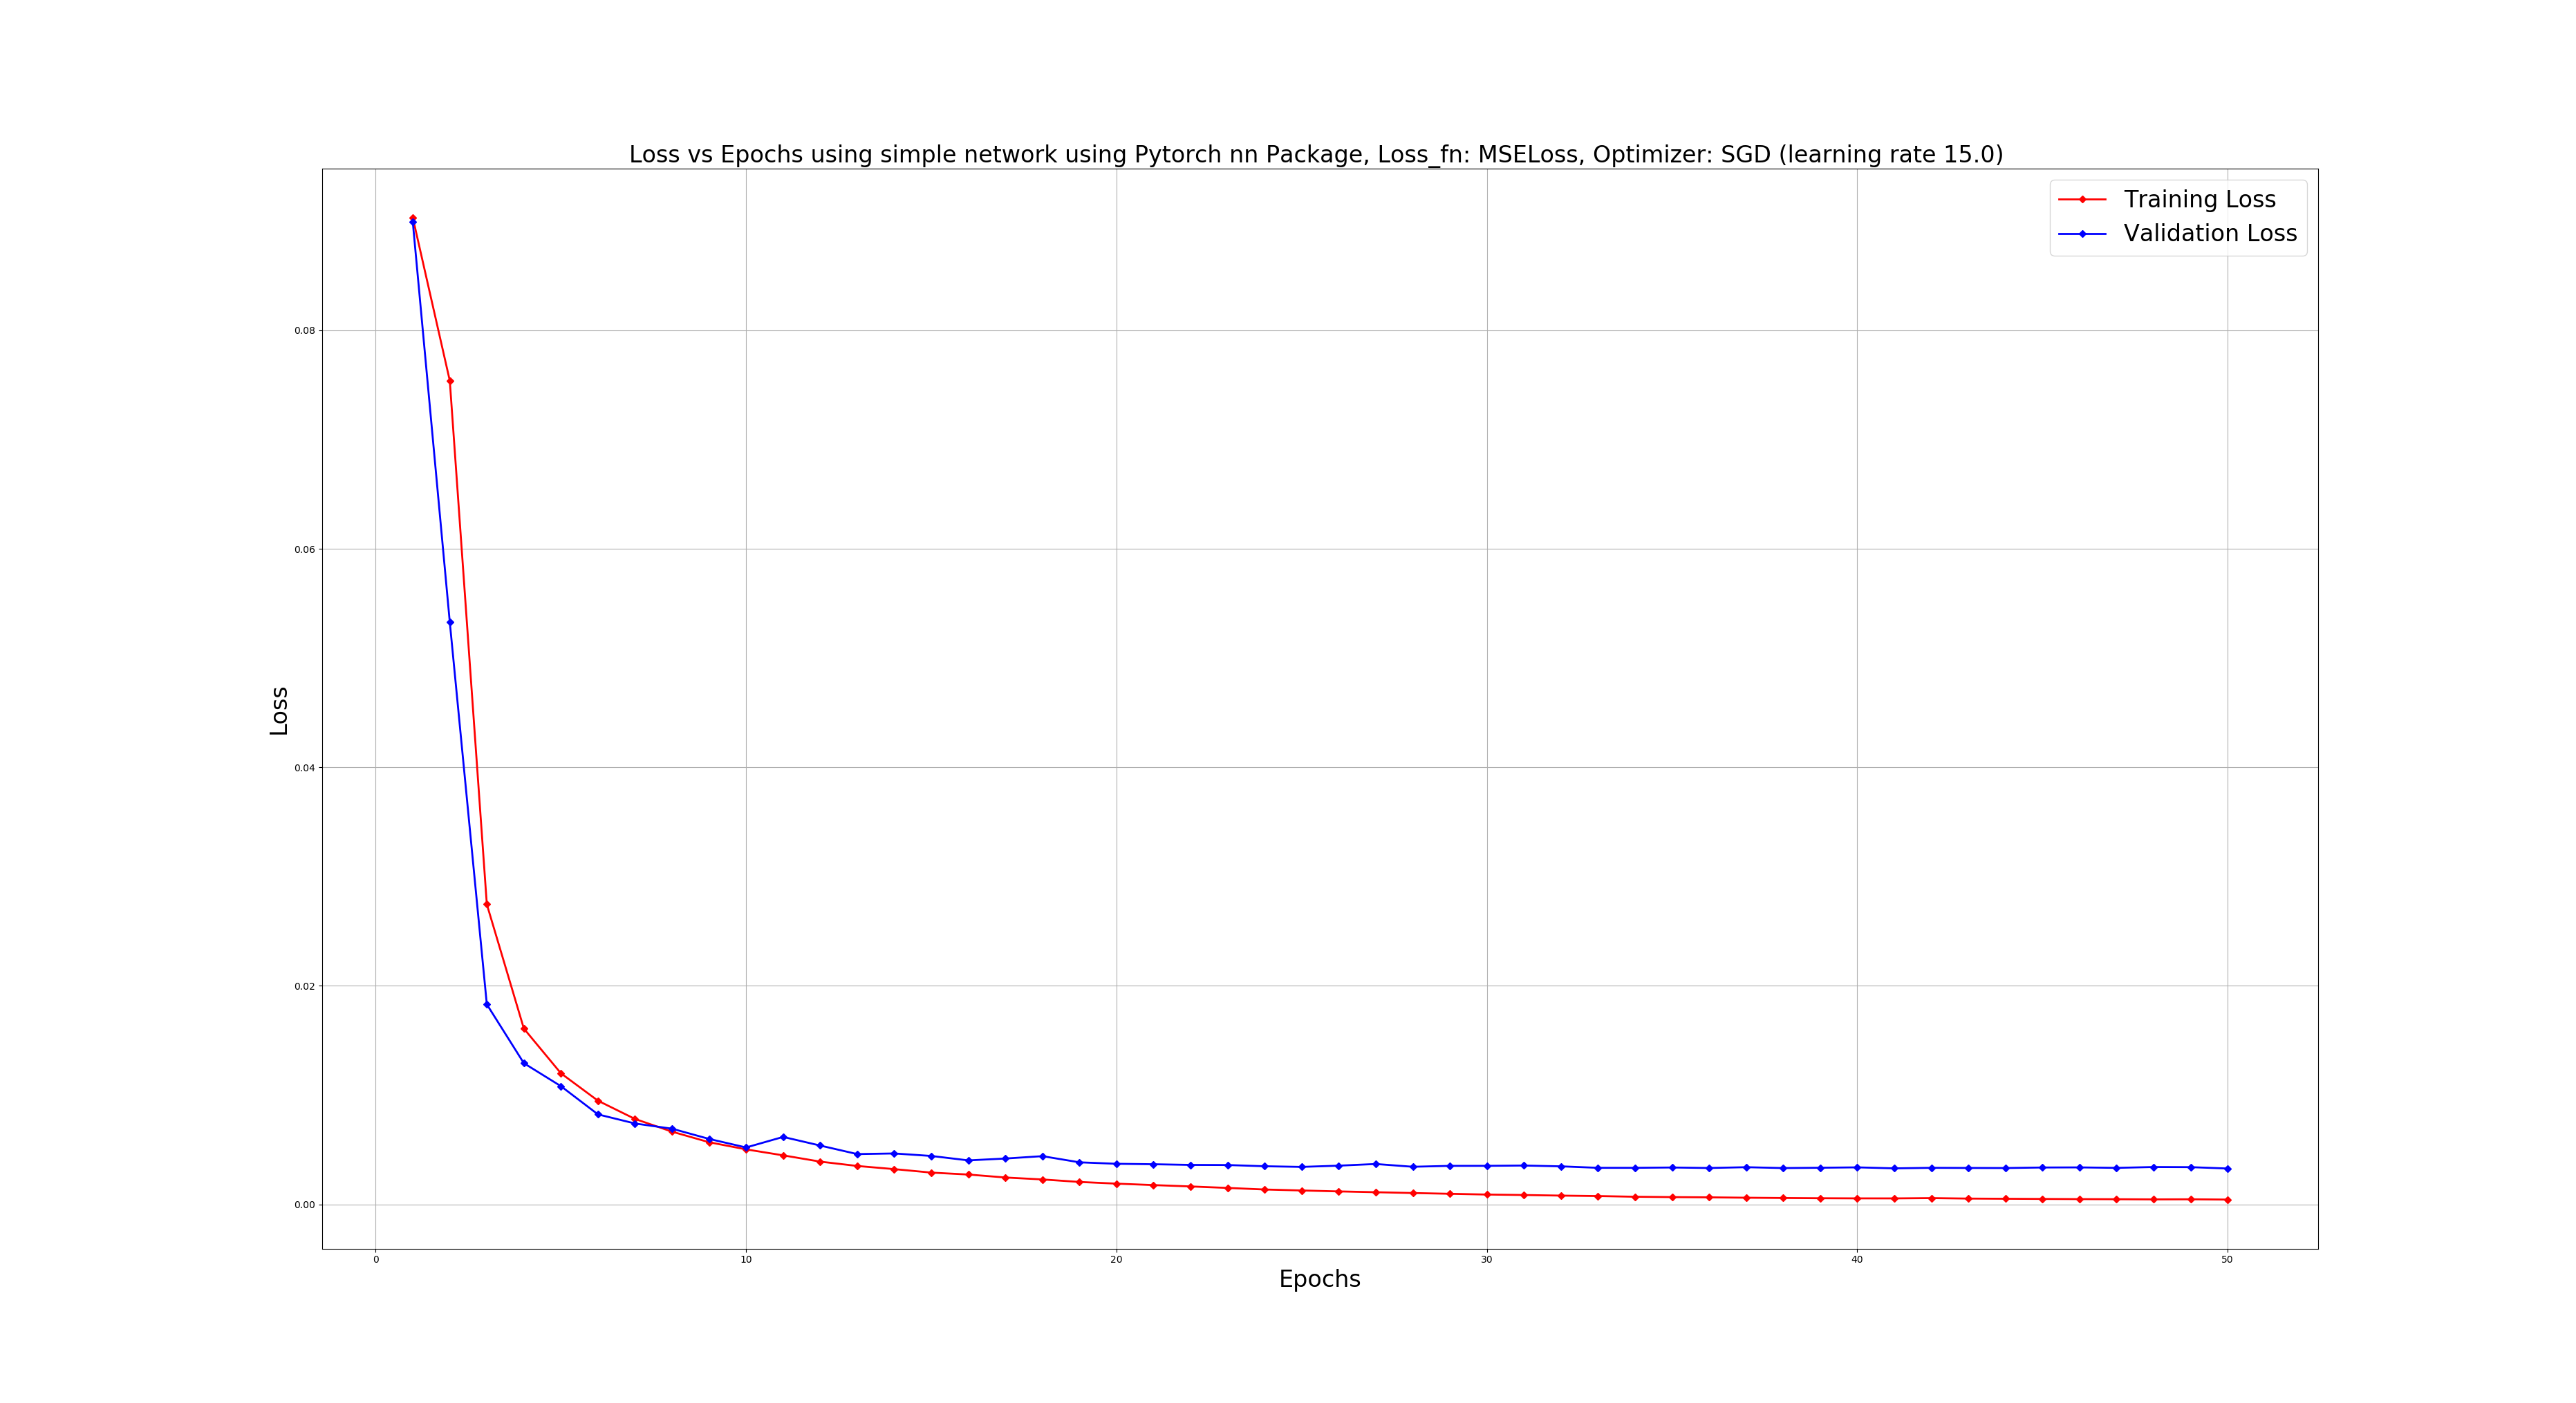 Loss vs Epochs using simple network using Pytorch nn Package, Loss_fn: MSELoss, Optimizer: SGD (learning rate 15.0)
Training Loss
Validation Loss
0.08
0.06
0.04
0.02
0.00
Loss
0 10 20 30 40 50
Epochs